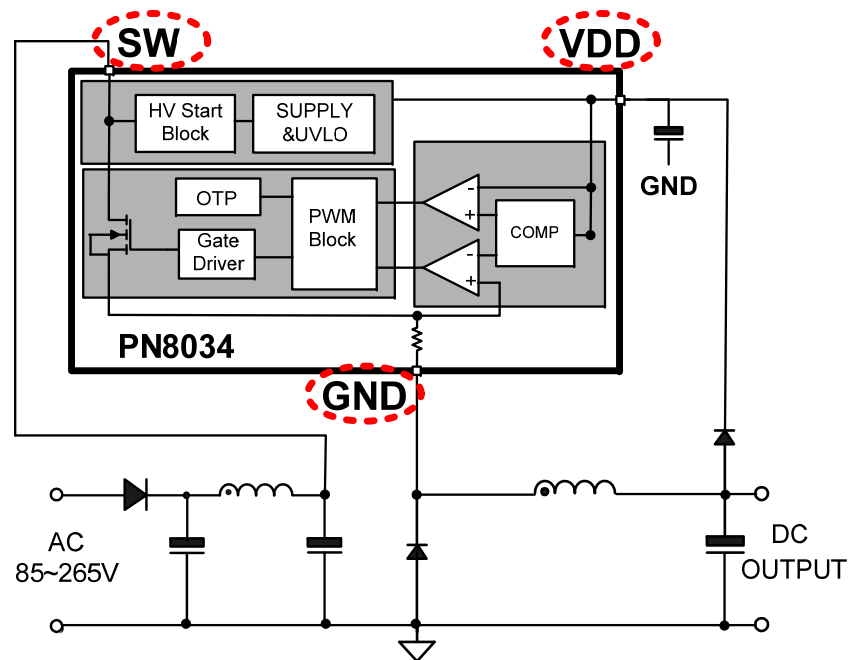 SW
VDD
HV Start
Block
SUPPLY
&UVLO
GND
OTP
PWM
Block
Gate
Driver
-
+
COMP
-
+
PN8034
GND
AC
85~265V
DC
OUTPUT